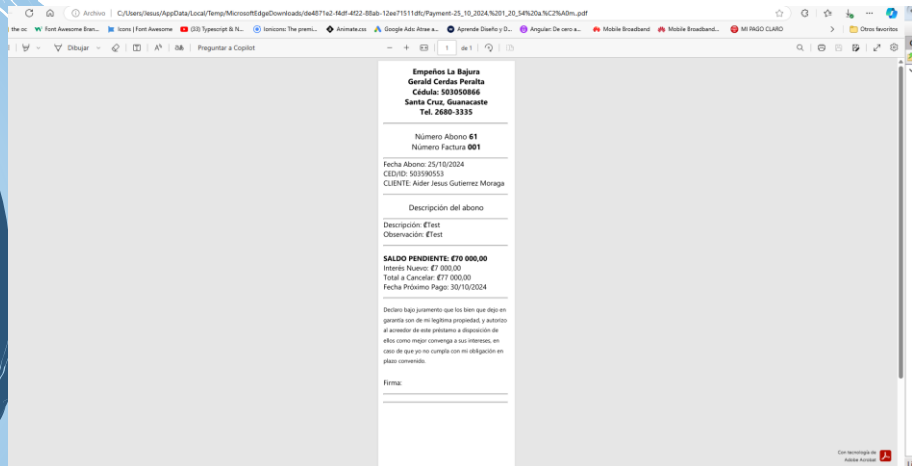 Archivo
C:/Users/Jesus/AppData/Local/Temp/MicrosoftEdgeDownloads/de4871e2-f4df-4f22-88ab-12ee71511dfc/Payment-25_10_2024,%201_20_54%20a.%C2%A0m..pdf
the oc
Font Awesome Bran...
Icons | Font Awesome
(33) Typescript & N...
Ionicons: The premi...
Animate.css
Google Ads: Atrae a...
Aprende Diseño y D...
Angular: De cero a...
Mobile Broadband
Mobile Broadband...
MI PAGO CLARO
Otros favoritos
Dibujar
Preguntar a Copilot
1 de 1
Empeños La Bajura
Gerald Cerdas Peralta
Cédula: 503050866
Santa Cruz, Guanacaste
Tel. 2680-3335
Número Abono 61
Número Factura 001
Fecha Abono: 25/10/2024
CED/ID: 503590553
CLIENTE: Aider Jesus Gutierrez Moraga
Descripción del abono
Descripción: ₡Test
Observación: ₡Test
SALDO PENDIENTE: ₡70 000,00
Interés Nuevo: ₡7 000,00
Total a Cancelar: ₡77 000,00
Fecha Próximo Pago: 30/10/2024
Declaro bajo juramento que los bien que dejo en
garantía son de mi legítima propiedad, y autorizo
al acreedor de este préstamo a disposición de
ellos como mejor convenga a sus intereses, en
caso de que yo no cumpla con mi obligación en
plazo convenido.
Firma:
Con tecnología de
Adobe Acrobat